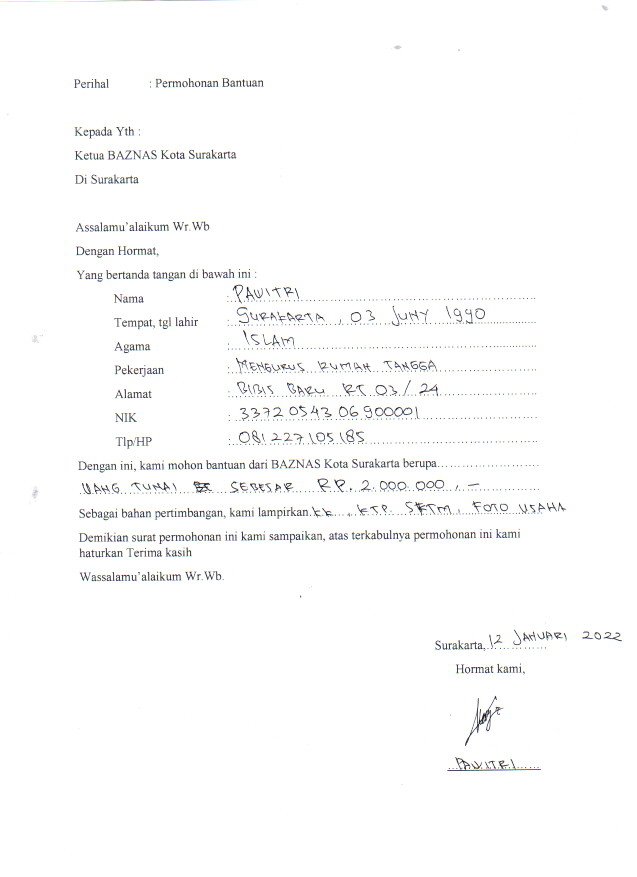 Perihal : Permohonan Bantuan
Kepada Yth :
Ketua BAZNAS Kota Surakarta
Di Surakarta
Assalamu'alaikum Wr.Wb
Dengan Hormat,
Yang bertanda tangan di bawah ini :
Nama : PAWITRI
Tempat, tgl lahir : SURAKARTA, 03 JUNY 1990
Agama : ISLAM
Pekerjaan : MENGURUS RUMAH TANGGA
Alamat : BIBIS BARU RT 03 / 24
NIK : 3372054306900001
Tlp/HP : 081227105185
Dengan ini, kami mohon bantuan dari BAZNAS Kota Surakarta berupa
UANG TUNAI SEBESAR RP. 2.000.000,-
Sebagai bahan pertimbangan, kami lampirkan KK, KTP, SKTM, FOTO USAHA
Demikian surat permohonan ini kami sampaikan, atas terkabulnya permohonan ini kami
haturkan Terima kasih
Wassalamu'alaikum Wr.Wb.
Surakarta, 12 JANUARI 2022
Hormat kami,
PAWITRI